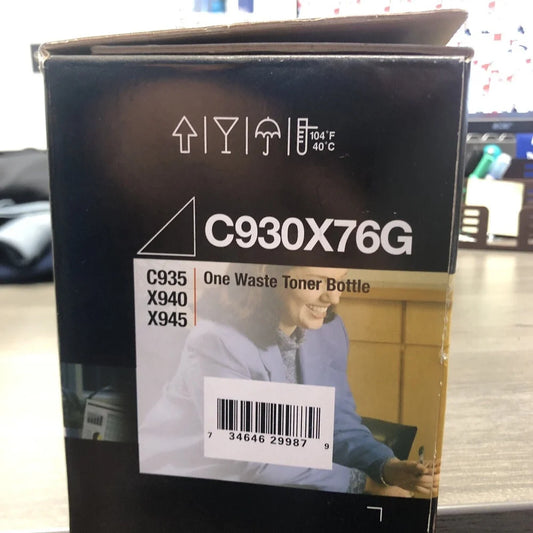 104°F
40°C
C930X76G
C935
One Waste Toner Bottle
X940
X945
7 34646 29987 9